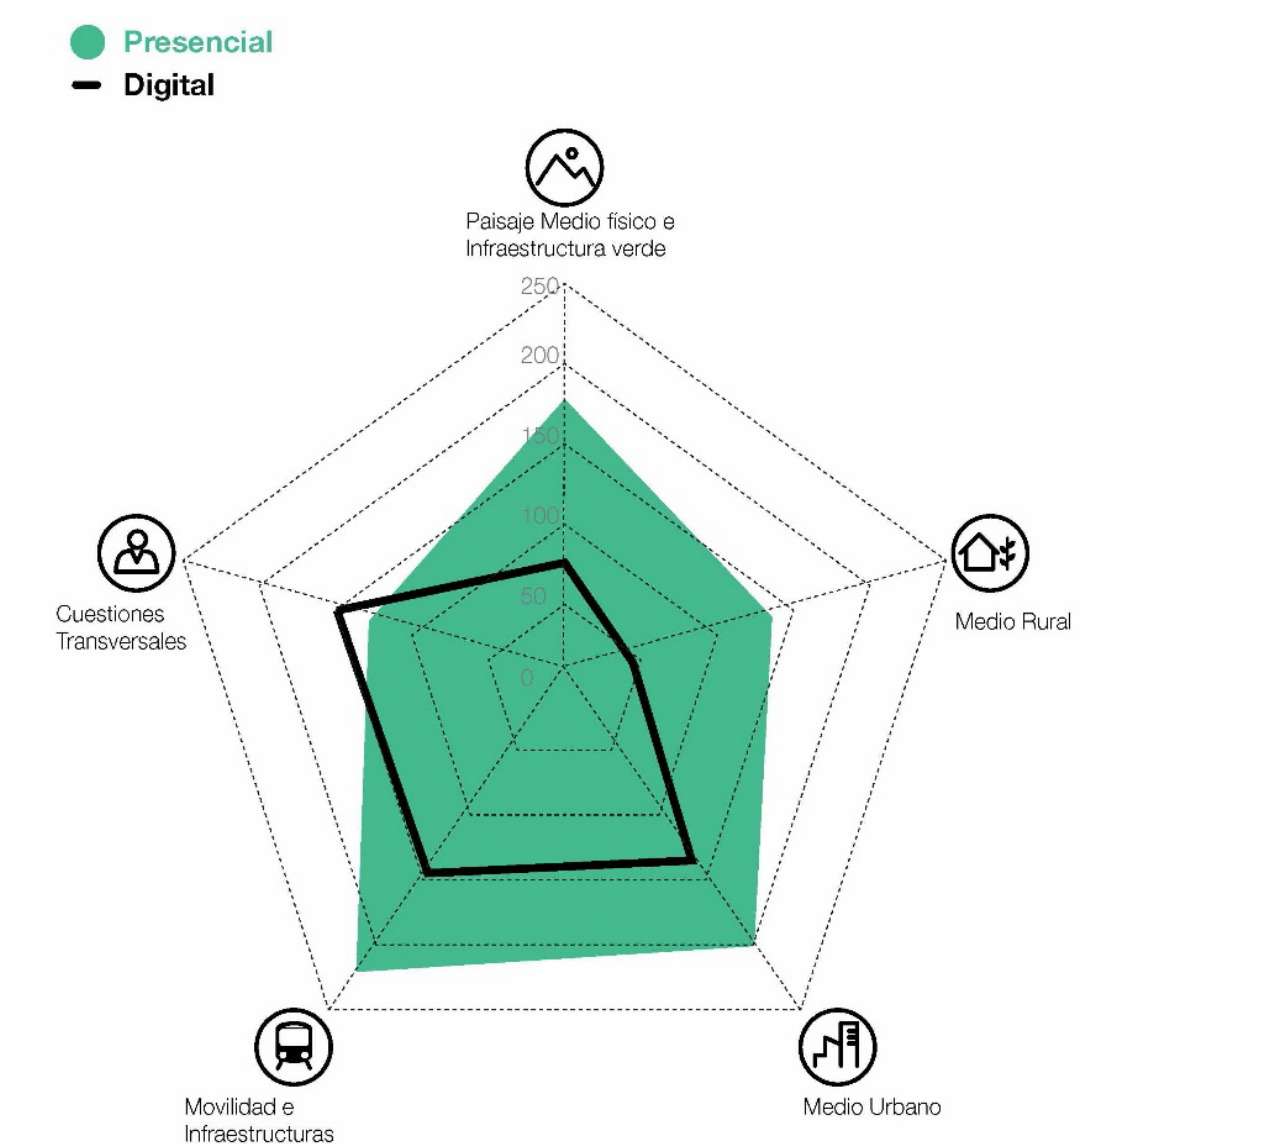 Presencial
Digital
Paisaje Medio físico e
Infraestructura verde
250
200
150
100
50
0
Cuestiones
Transversales
Medio Rural
Movilidad e
Infraestructuras
Medio Urbano